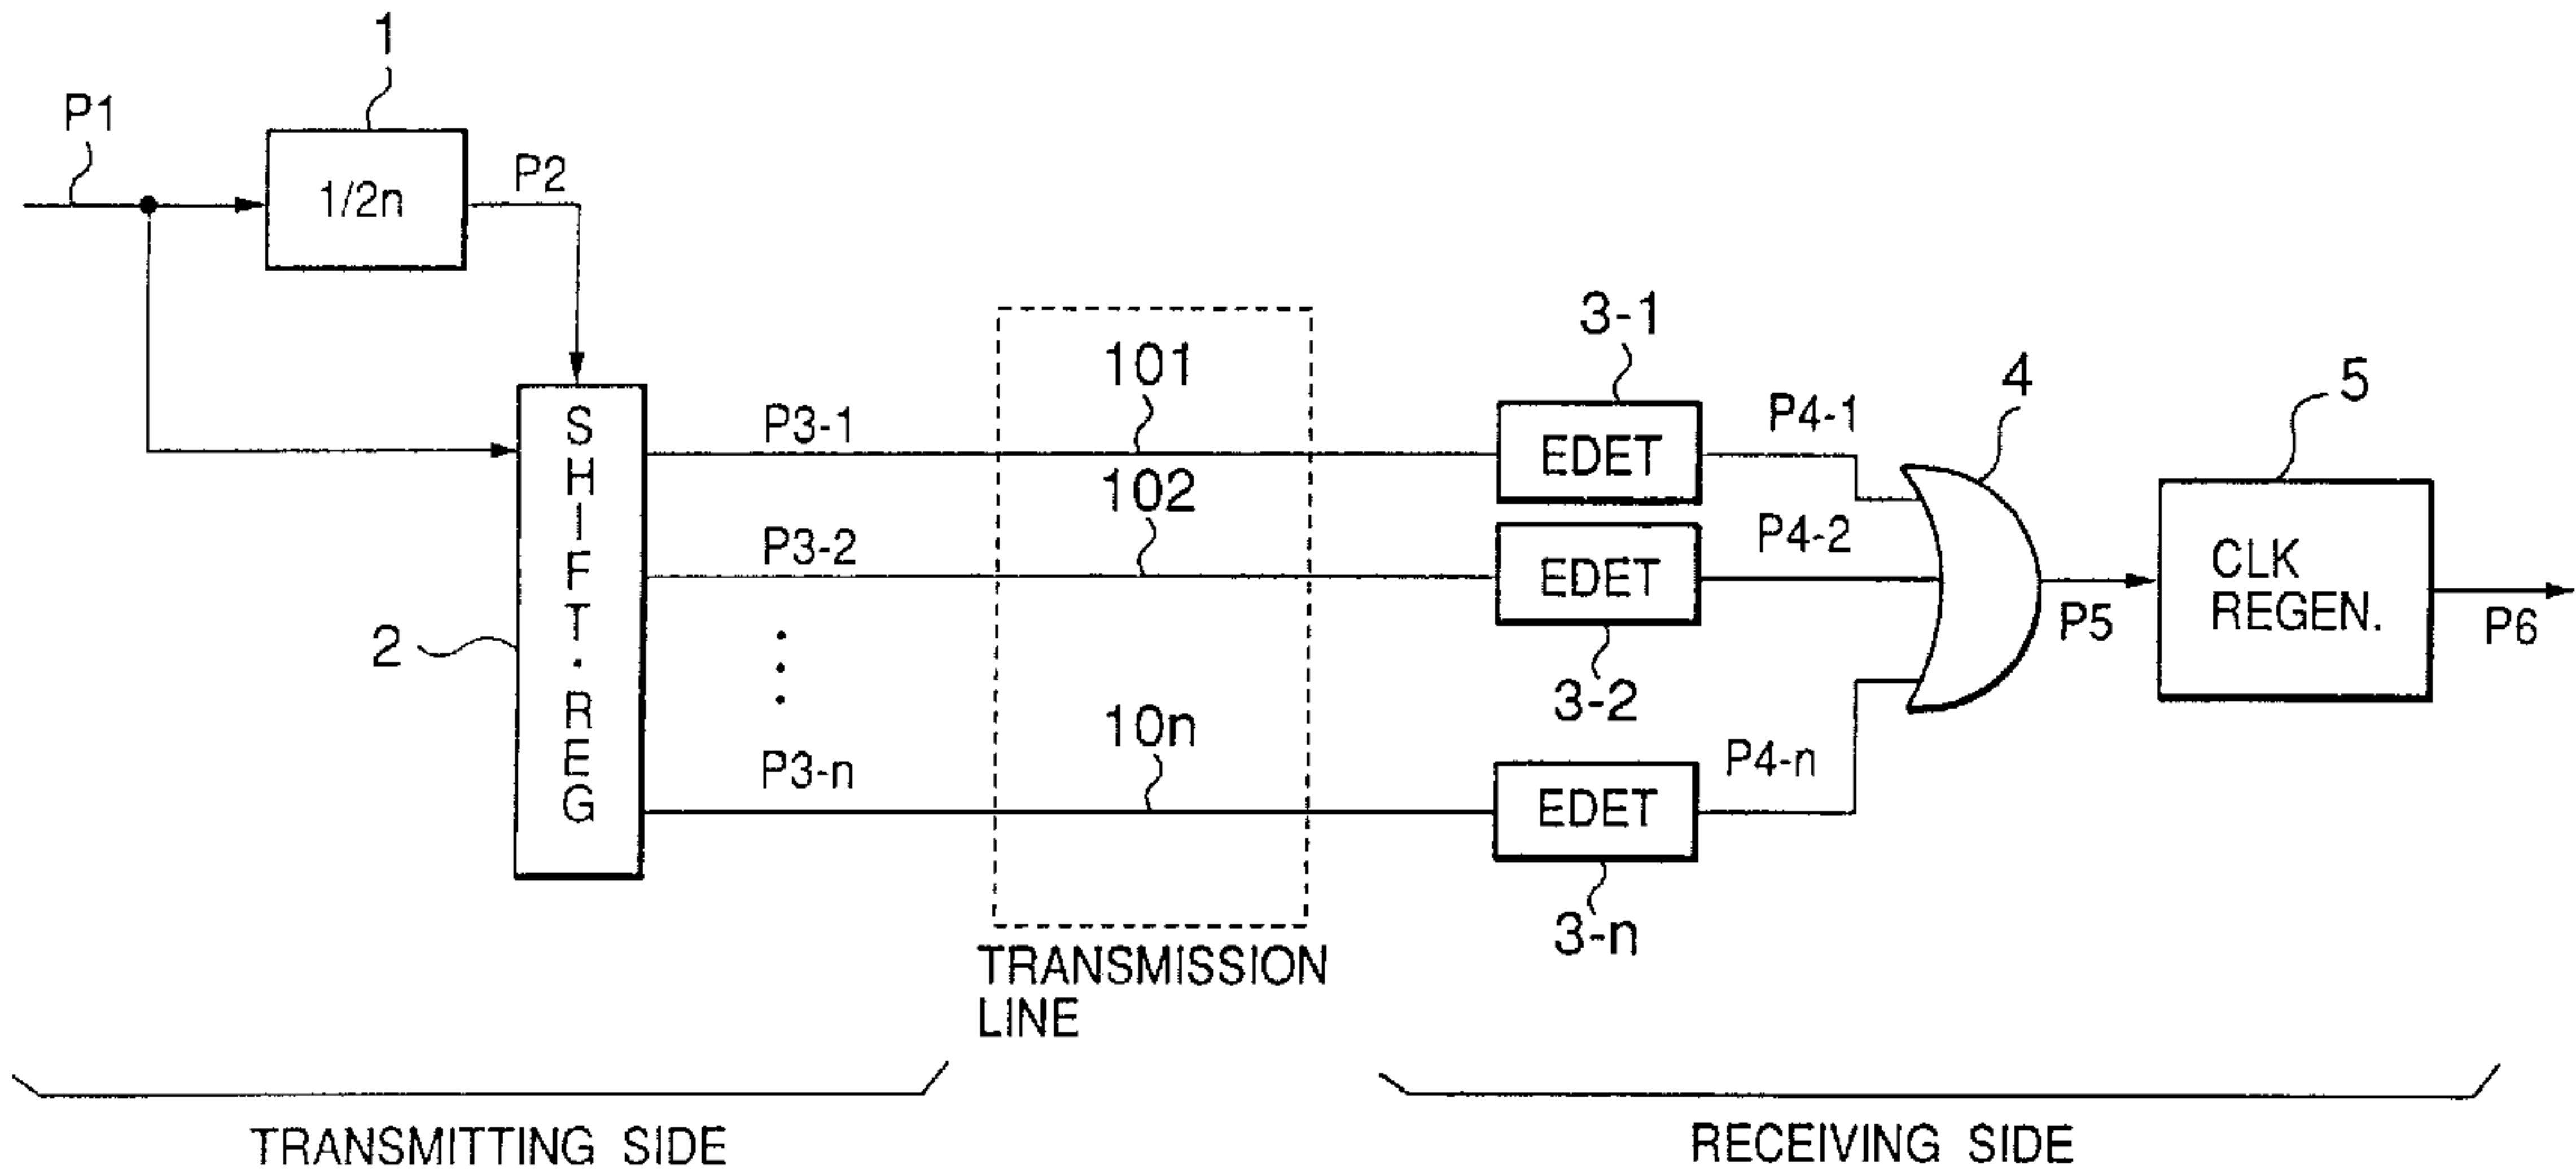 1
P1
1/2n
P2
SHIFT·REG
2
P3-1
P3-2
P3-n
101
102
10n
TRANSMISSION
LINE
3-1
EDET
EDET
3-2
EDET
3-n
P4-1
P4-2
P4-n
4
P5
5
CLK
REGEN.
P6
TRANSMITTING SIDE
RECEIVING SIDE